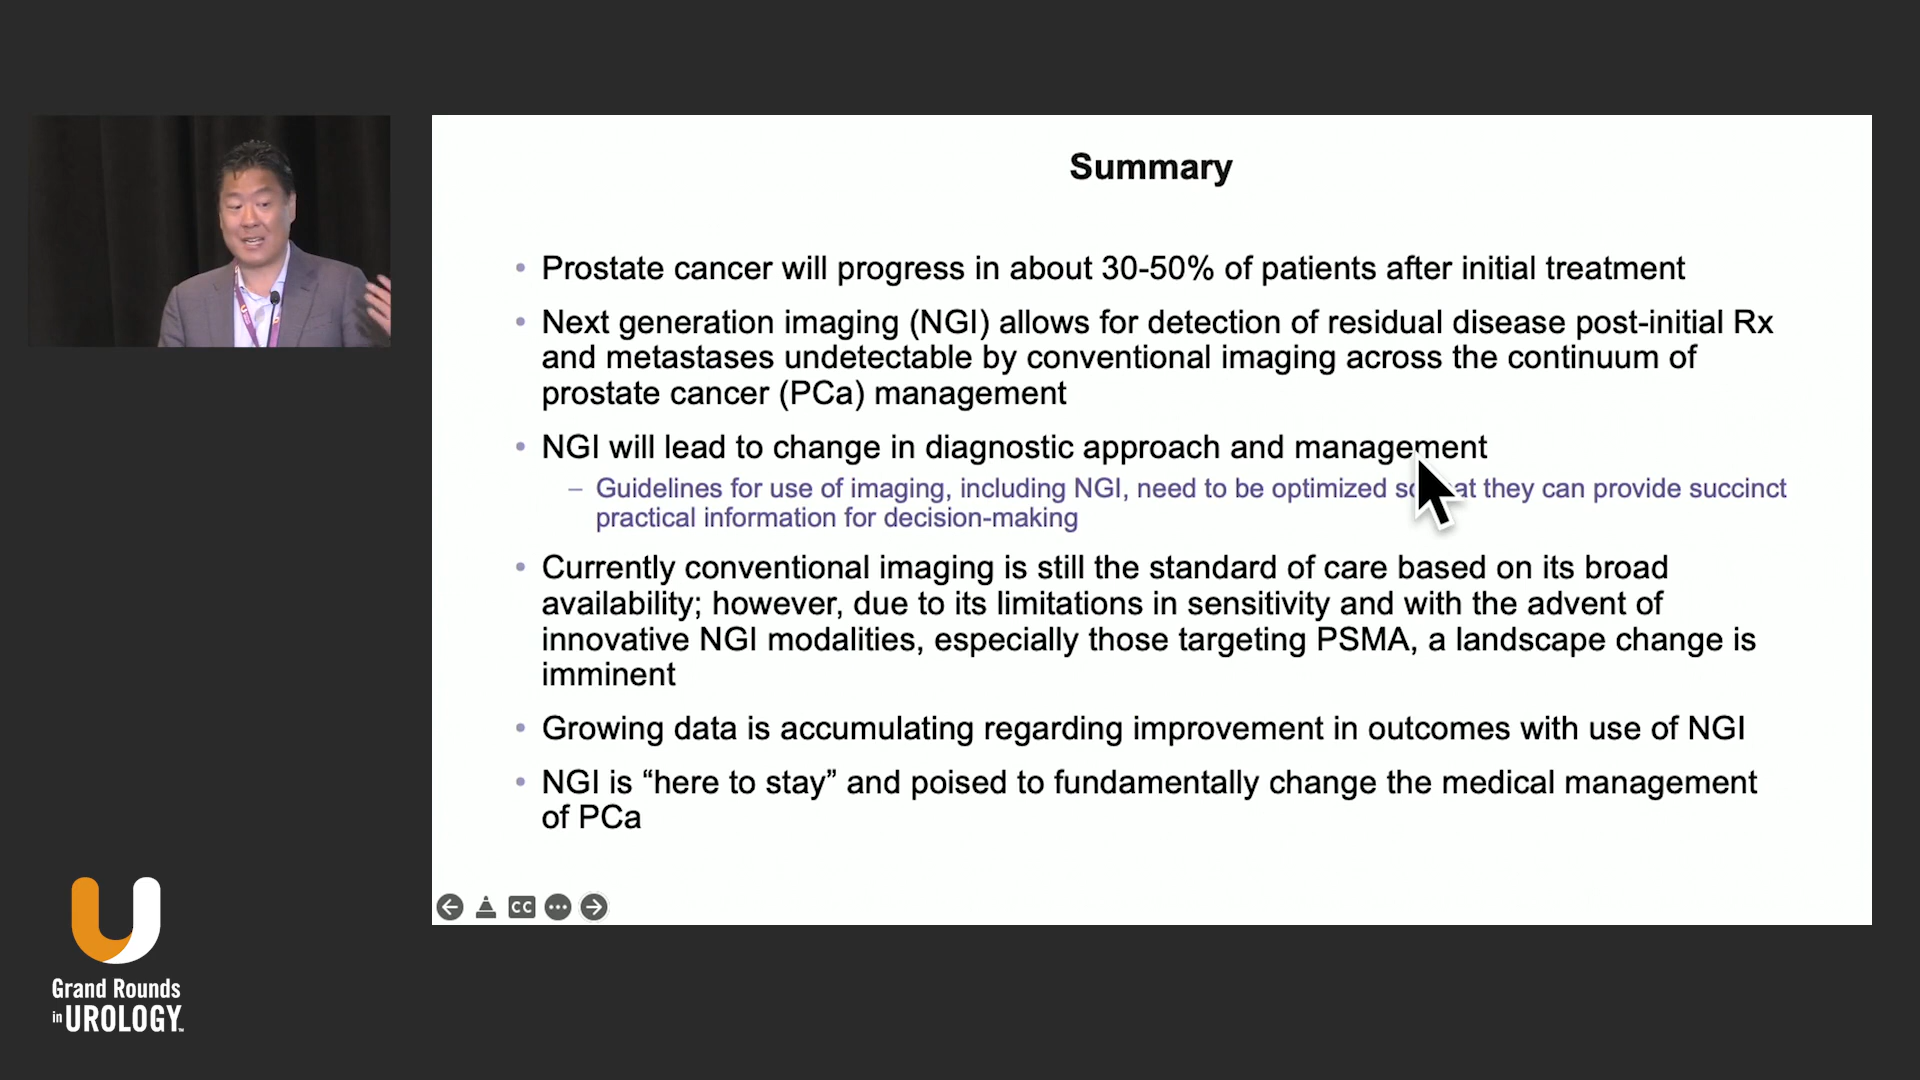 Summary
• Prostate cancer will progress in about 30-50% of patients after initial treatment
• Next generation imaging (NGI) allows for detection of residual disease post-initial Rx
and metastases undetectable by conventional imaging across the continuum of
prostate cancer (PCa) management
• NGI will lead to change in diagnostic approach and management
– Guidelines for use of imaging, including NGI, need to be optimized so that they can provide succinct
practical information for decision-making
• Currently conventional imaging is still the standard of care based on its broad
availability; however, due to its limitations in sensitivity and with the advent of
innovative NGI modalities, especially those targeting PSMA, a landscape change is
imminent
• Growing data is accumulating regarding improvement in outcomes with use of NGI
• NGI is “here to stay” and poised to fundamentally change the medical management
of PCa
CC
Grand Rounds
in UROLOGY™